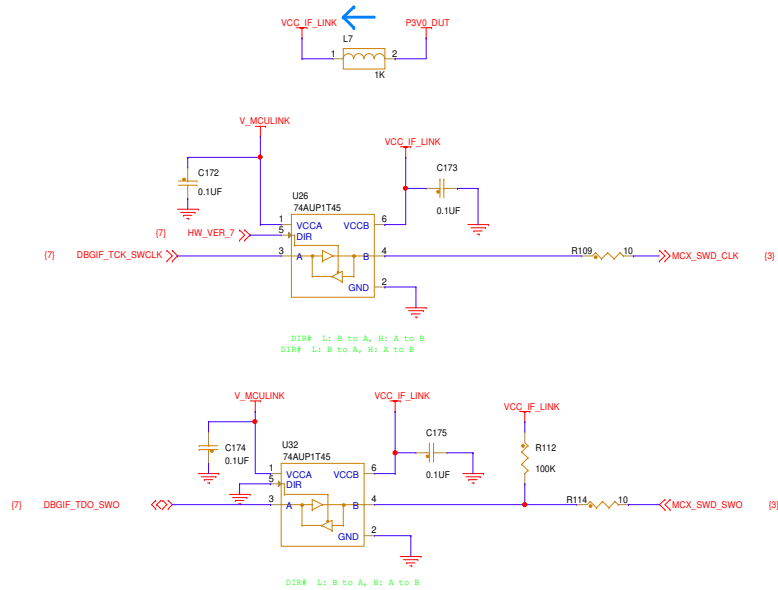 VCC_IF_LINK P3V0_DUT
L7
1 2
1K
V_MCULINK
VCC_IF_LINK
C172
0.1UF
C173
0.1UF
U26
74AUP1T45
1 VCCA VCCB 6
{7} HW_VER_7 5 DIR
{7} DBGIF_TCK_SWCLK 3 A B 4 R109 10 MCX_SWD_CLK {3}
GND 2
DIR# L: B to A, H: A to B
DIR# L: B to A, H: A to B
V_MCULINK VCC_IF_LINK VCC_IF_LINK
C174
0.1UF
C175
0.1UF
R112
100K
U32
74AUP1T45
1 VCCA VCCB 6
5 DIR
{7} DBGIF_TDO_SWO 3 A B 4 R114 10 MCX_SWD_SWO {3}
GND 2
DIR# L: B to A, H: A to B